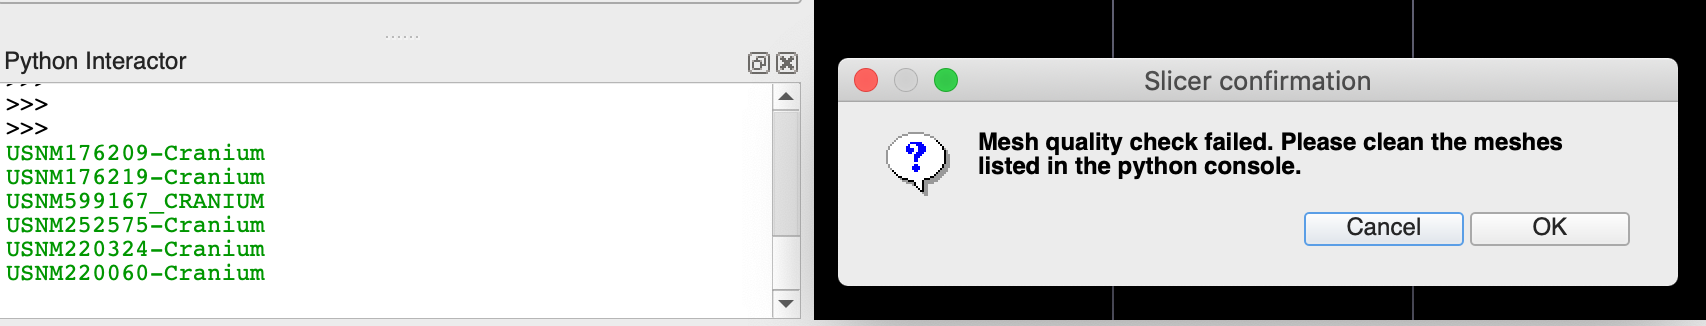 Python Interactor
>>>
>>>
USNM176209-Cranium
USNM176219-Cranium
USNM599167_CRANIUM
USNM252575-Cranium
USNM220324-Cranium
USNM220060-Cranium
Slicer confirmation
?
Mesh quality check failed. Please clean the meshes
listed in the python console.
Cancel
OK